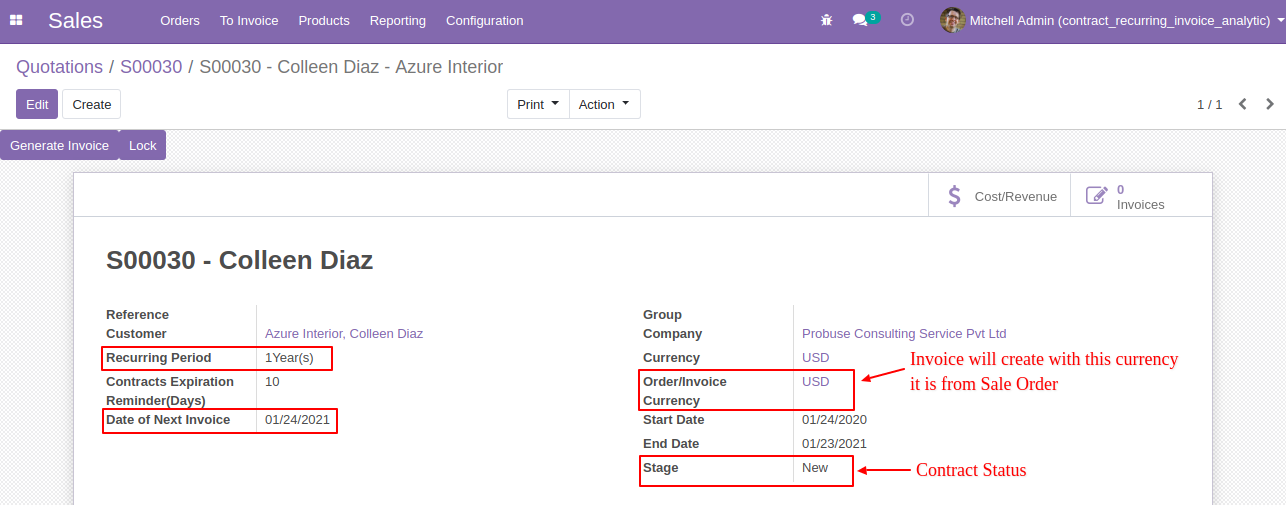 Sales
Orders
To Invoice
Products
Reporting
Configuration
3
Mitchell Admin (contract_recurring_invoice_analytic)
Quotations / S00030 / S00030 - Colleen Diaz - Azure Interior
Edit
Create
Print
Action
1 / 1
Generate Invoice
Lock
Cost/Revenue
0
Invoices
S00030 - Colleen Diaz
Reference
Customer Azure Interior, Colleen Diaz
Recurring Period 1Year(s)
Contracts Expiration 10
Reminder(Days)
Date of Next Invoice 01/24/2021
Group
Company Probuse Consulting Service Pvt Ltd
Currency USD
Order/Invoice USD
Currency
Start Date 01/24/2020
End Date 01/23/2021
Stage New
Invoice will create with this currency
it is from Sale Order
Contract Status